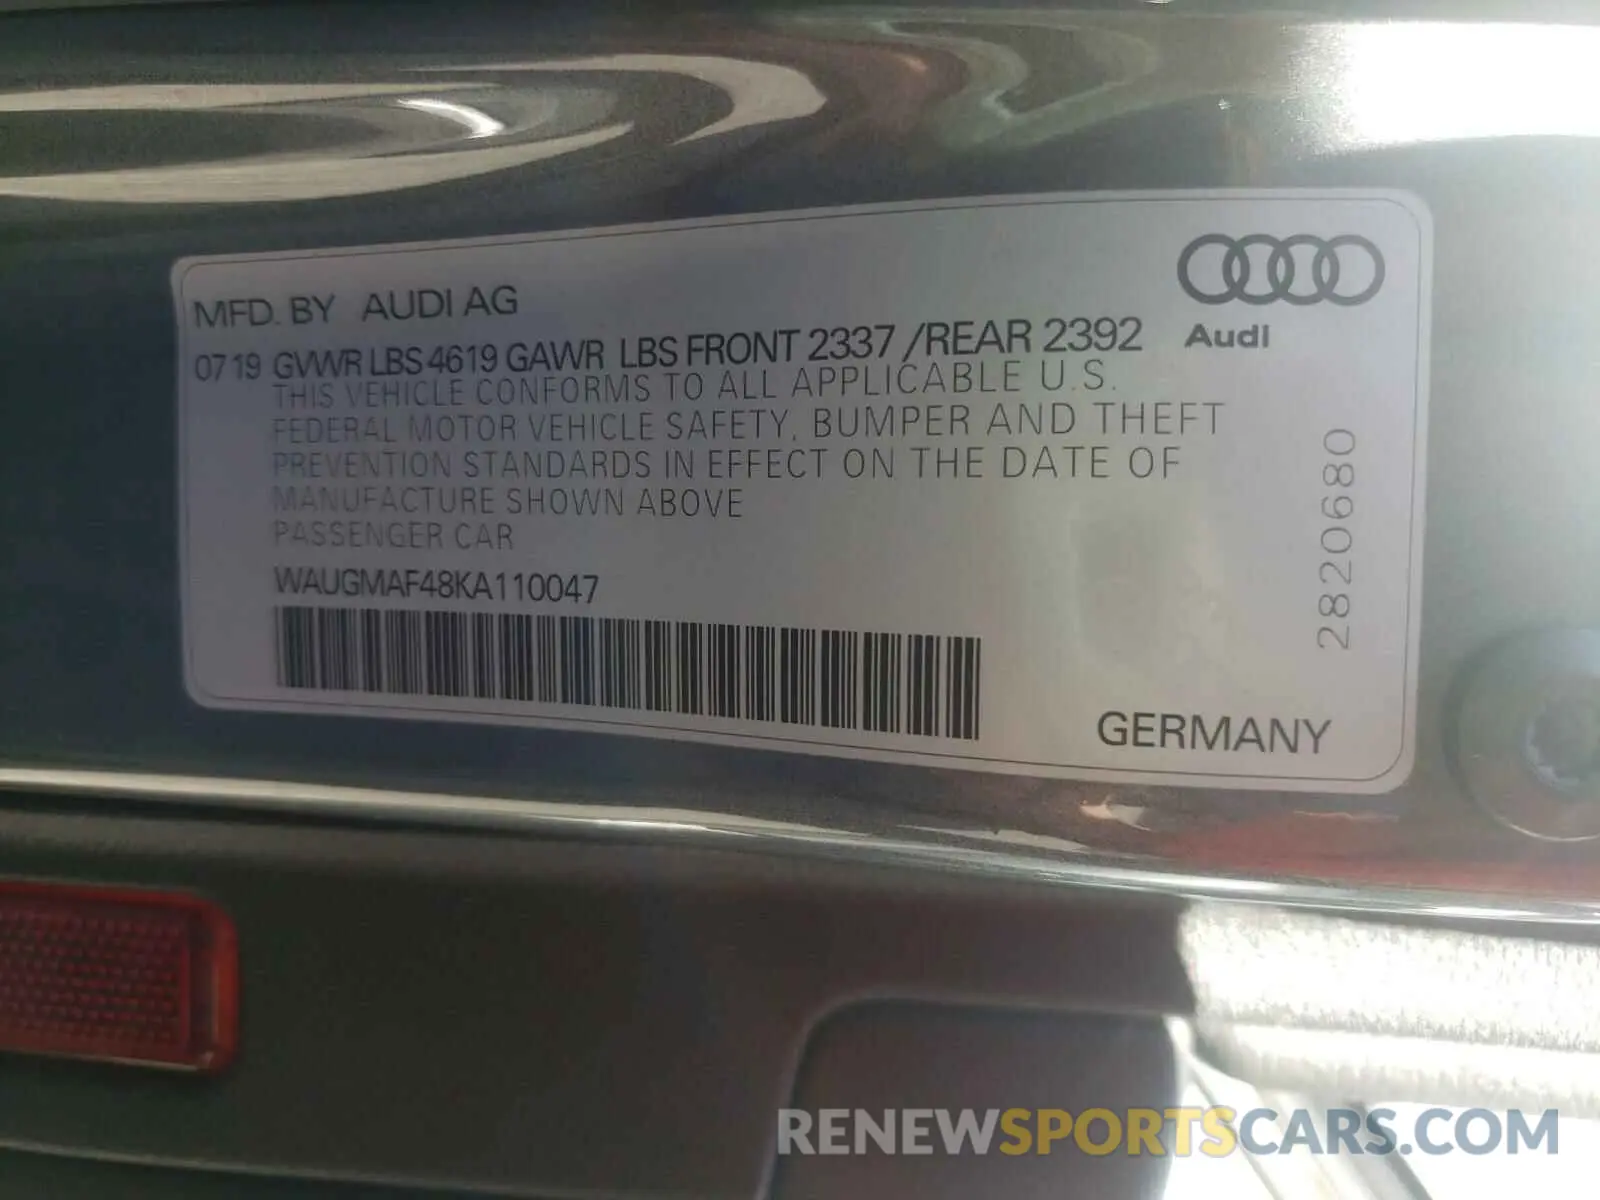 MFD. BY AUDI AG
07 19 GVWR LBS 4619 GAWR LBS FRONT 2337 /REAR 2392
Audi
THIS VEHICLE CONFORMS TO ALL APPLICABLE U.S.
FEDERAL MOTOR VEHICLE SAFETY, BUMPER AND THEFT
PREVENTION STANDARDS IN EFFECT ON THE DATE OF
MANUFACTURE SHOWN ABOVE
PASSENGER CAR
WAUGMAF48KA110047
2820680
GERMANY
RENEWSPORTSCARS.COM